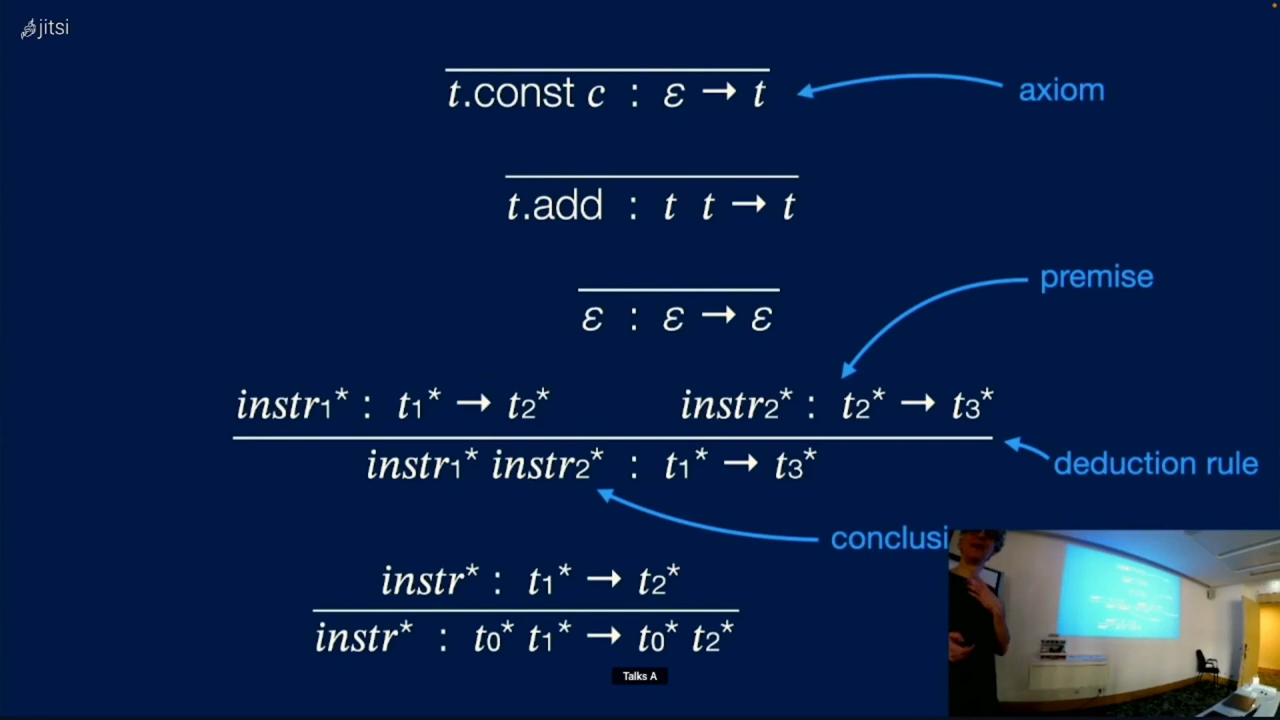 jitsi
t.const c : ε → t
axiom
t.add : t t → t
premise
ε : ε → ε
instr₁* : t₁* → t₂* instr₂* : t₂* → t₃*
instr₁* instr₂* : t₁* → t₃*
deduction rule
conclusi
instr* : t₁* → t₂*
instr* : t₀* t₁* → t₀* t₂*
Talks A